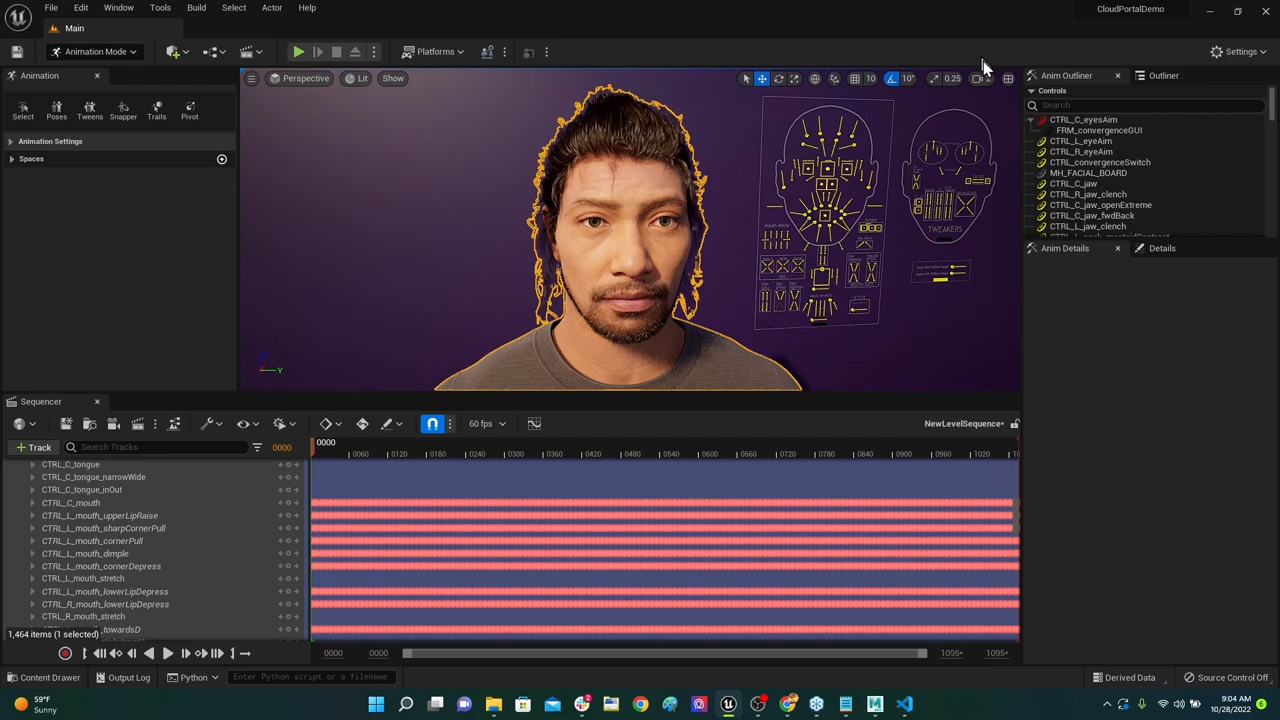 File Edit Window Tools Build Select Actor Help
CloudPortalDemo
Main
Animation Mode
Platforms
Settings
Animation
Perspective Lit Show
10 10° 0.25
Anim Outliner
Outliner
Controls
Search
Select Poses Tweens Snapper Trails Pivot
Animation Settings
Spaces
CTRL_C_eyesAim
FRM_convergenceGUI
CTRL_L_eyeAim
CTRL_R_eyeAim
CTRL_convergenceSwitch
MH_FACIAL_BOARD
CTRL_C_jaw
CTRL_R_jaw_clench
CTRL_C_jaw_openExtreme
CTRL_C_jaw_fwdBack
CTRL_L_jaw_clench
TWEAKERS
Anim Details
Details
Sequencer
60 fps
NewLevelSequence*
Track
Search Tracks
0000
0000
0060 0120 0180 0240 0300 0360 0420 0480 0540 0600 0660 0720 0780 0840 0900 0960 1020
CTRL_C_tongue
CTRL_C_tongue_narrowWide
CTRL_C_tongue_inOut
CTRL_C_mouth
CTRL_L_mouth_upperLipRaise
CTRL_L_mouth_sharpCornerPull
CTRL_L_mouth_cornerPull
CTRL_L_mouth_dimple
CTRL_L_mouth_cornerDepress
CTRL_L_mouth_stretch
CTRL_L_mouth_lowerLipDepress
CTRL_R_mouth_lowerLipDepress
CTRL_R_mouth_stretch
1,464 items (1 selected)
0000 0000 1095+ 1095+
Content Drawer
Output Log
Python
Enter Python script or a filename
Derived Data
Source Control Off
59°F
Sunny
9:04 AM
10/28/2022